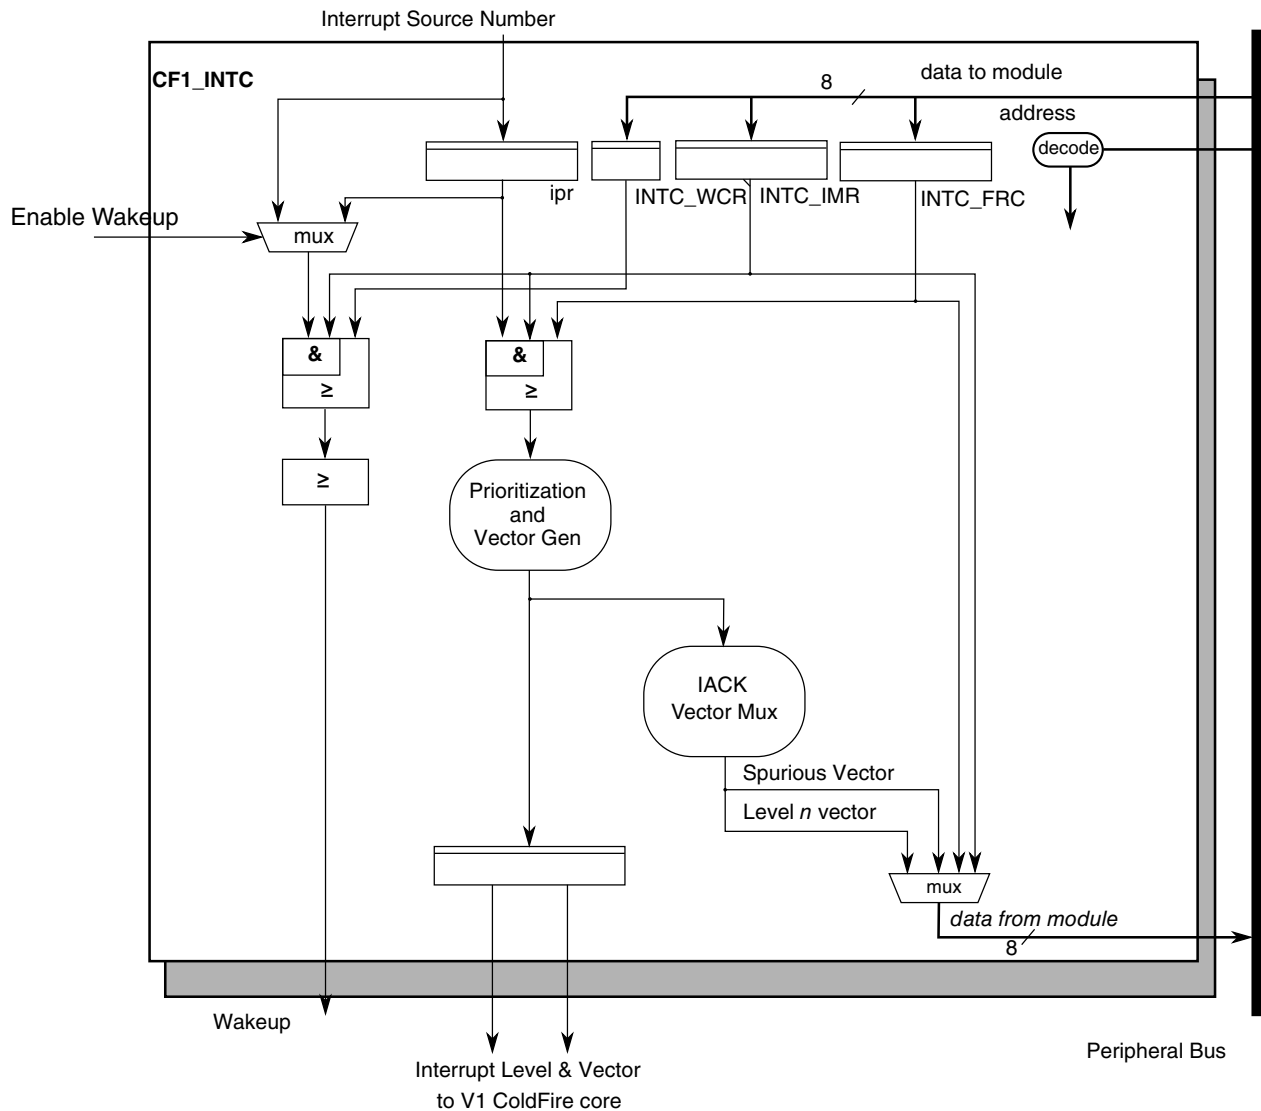 Interrupt Source Number
CF1_INTC
8
data to module
address
decode
ipr
INTC_WCR
INTC_IMR
INTC_FRC
Enable Wakeup
mux
&
≥
&
≥
≥
Prioritization
and
Vector Gen
IACK
Vector Mux
Spurious Vector
Level n vector
mux
data from module
8
Wakeup
Interrupt Level & Vector
to V1 ColdFire core
Peripheral Bus